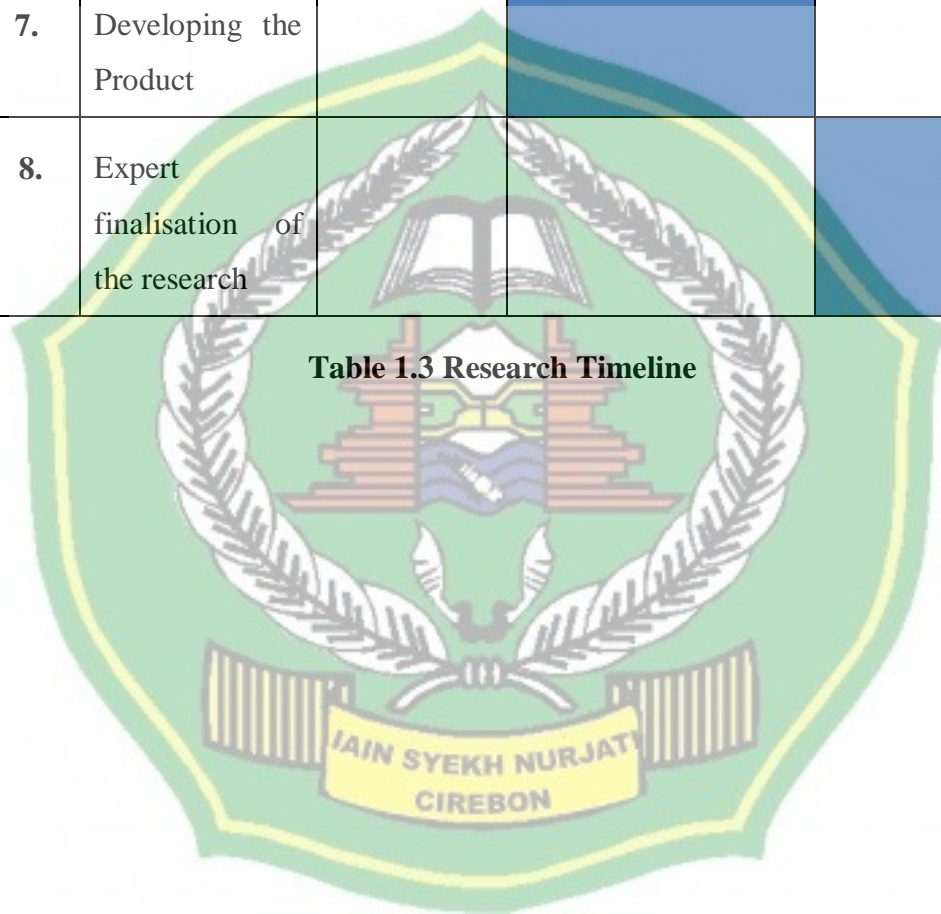 7. Developing the
Product
8. Expert
finalisation of
the research
Table 1.3 Research Timeline
IAIN SYEKH NURJATI
CIREBON